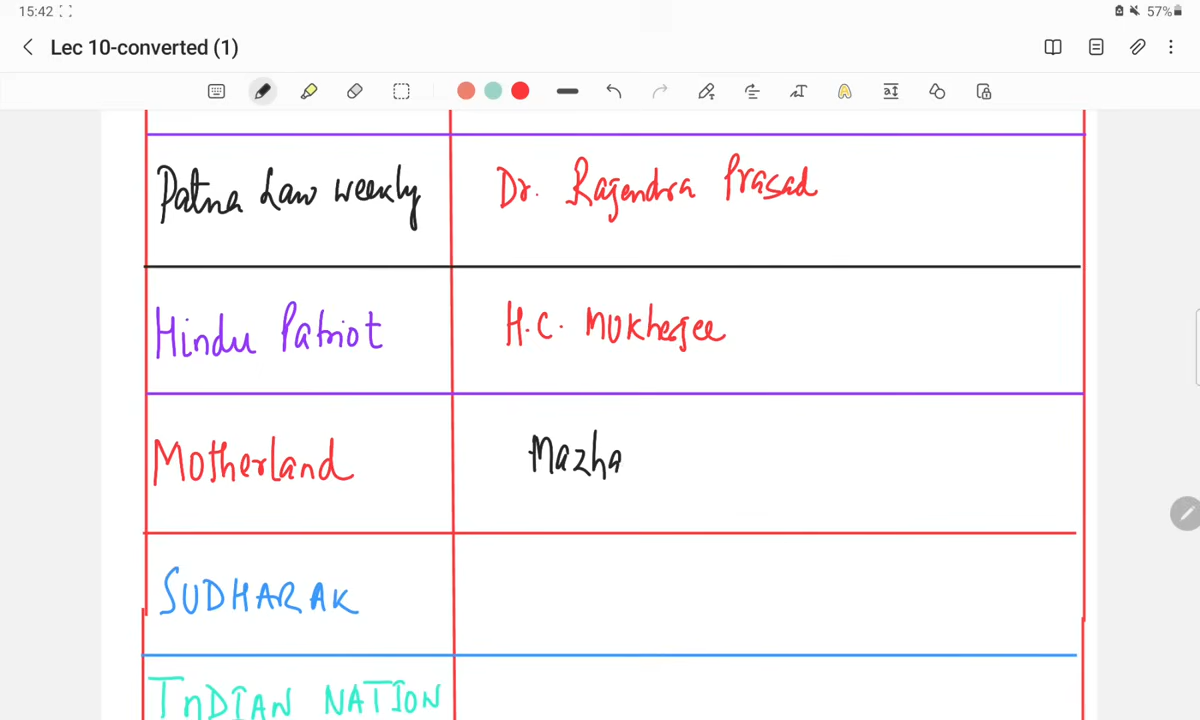 15:42
57%
Lec 10-converted (1)
Patna Law weekly
Dr. Rajendra Prasad
Hindu Patriot
H.C. Mukherjee
Motherland
Mazha
SUDHARAK
INDIAN NATION